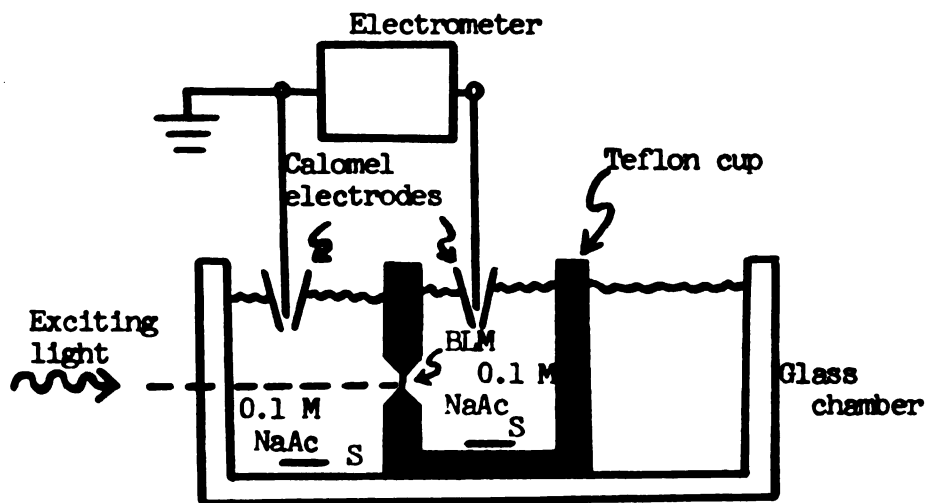 Electrometer
Calomel
electrodes
Teflon cup
Exciting
light
BLM
0.1 M
NaAc
S
0.1 M
NaAc
S
Glass
chamber